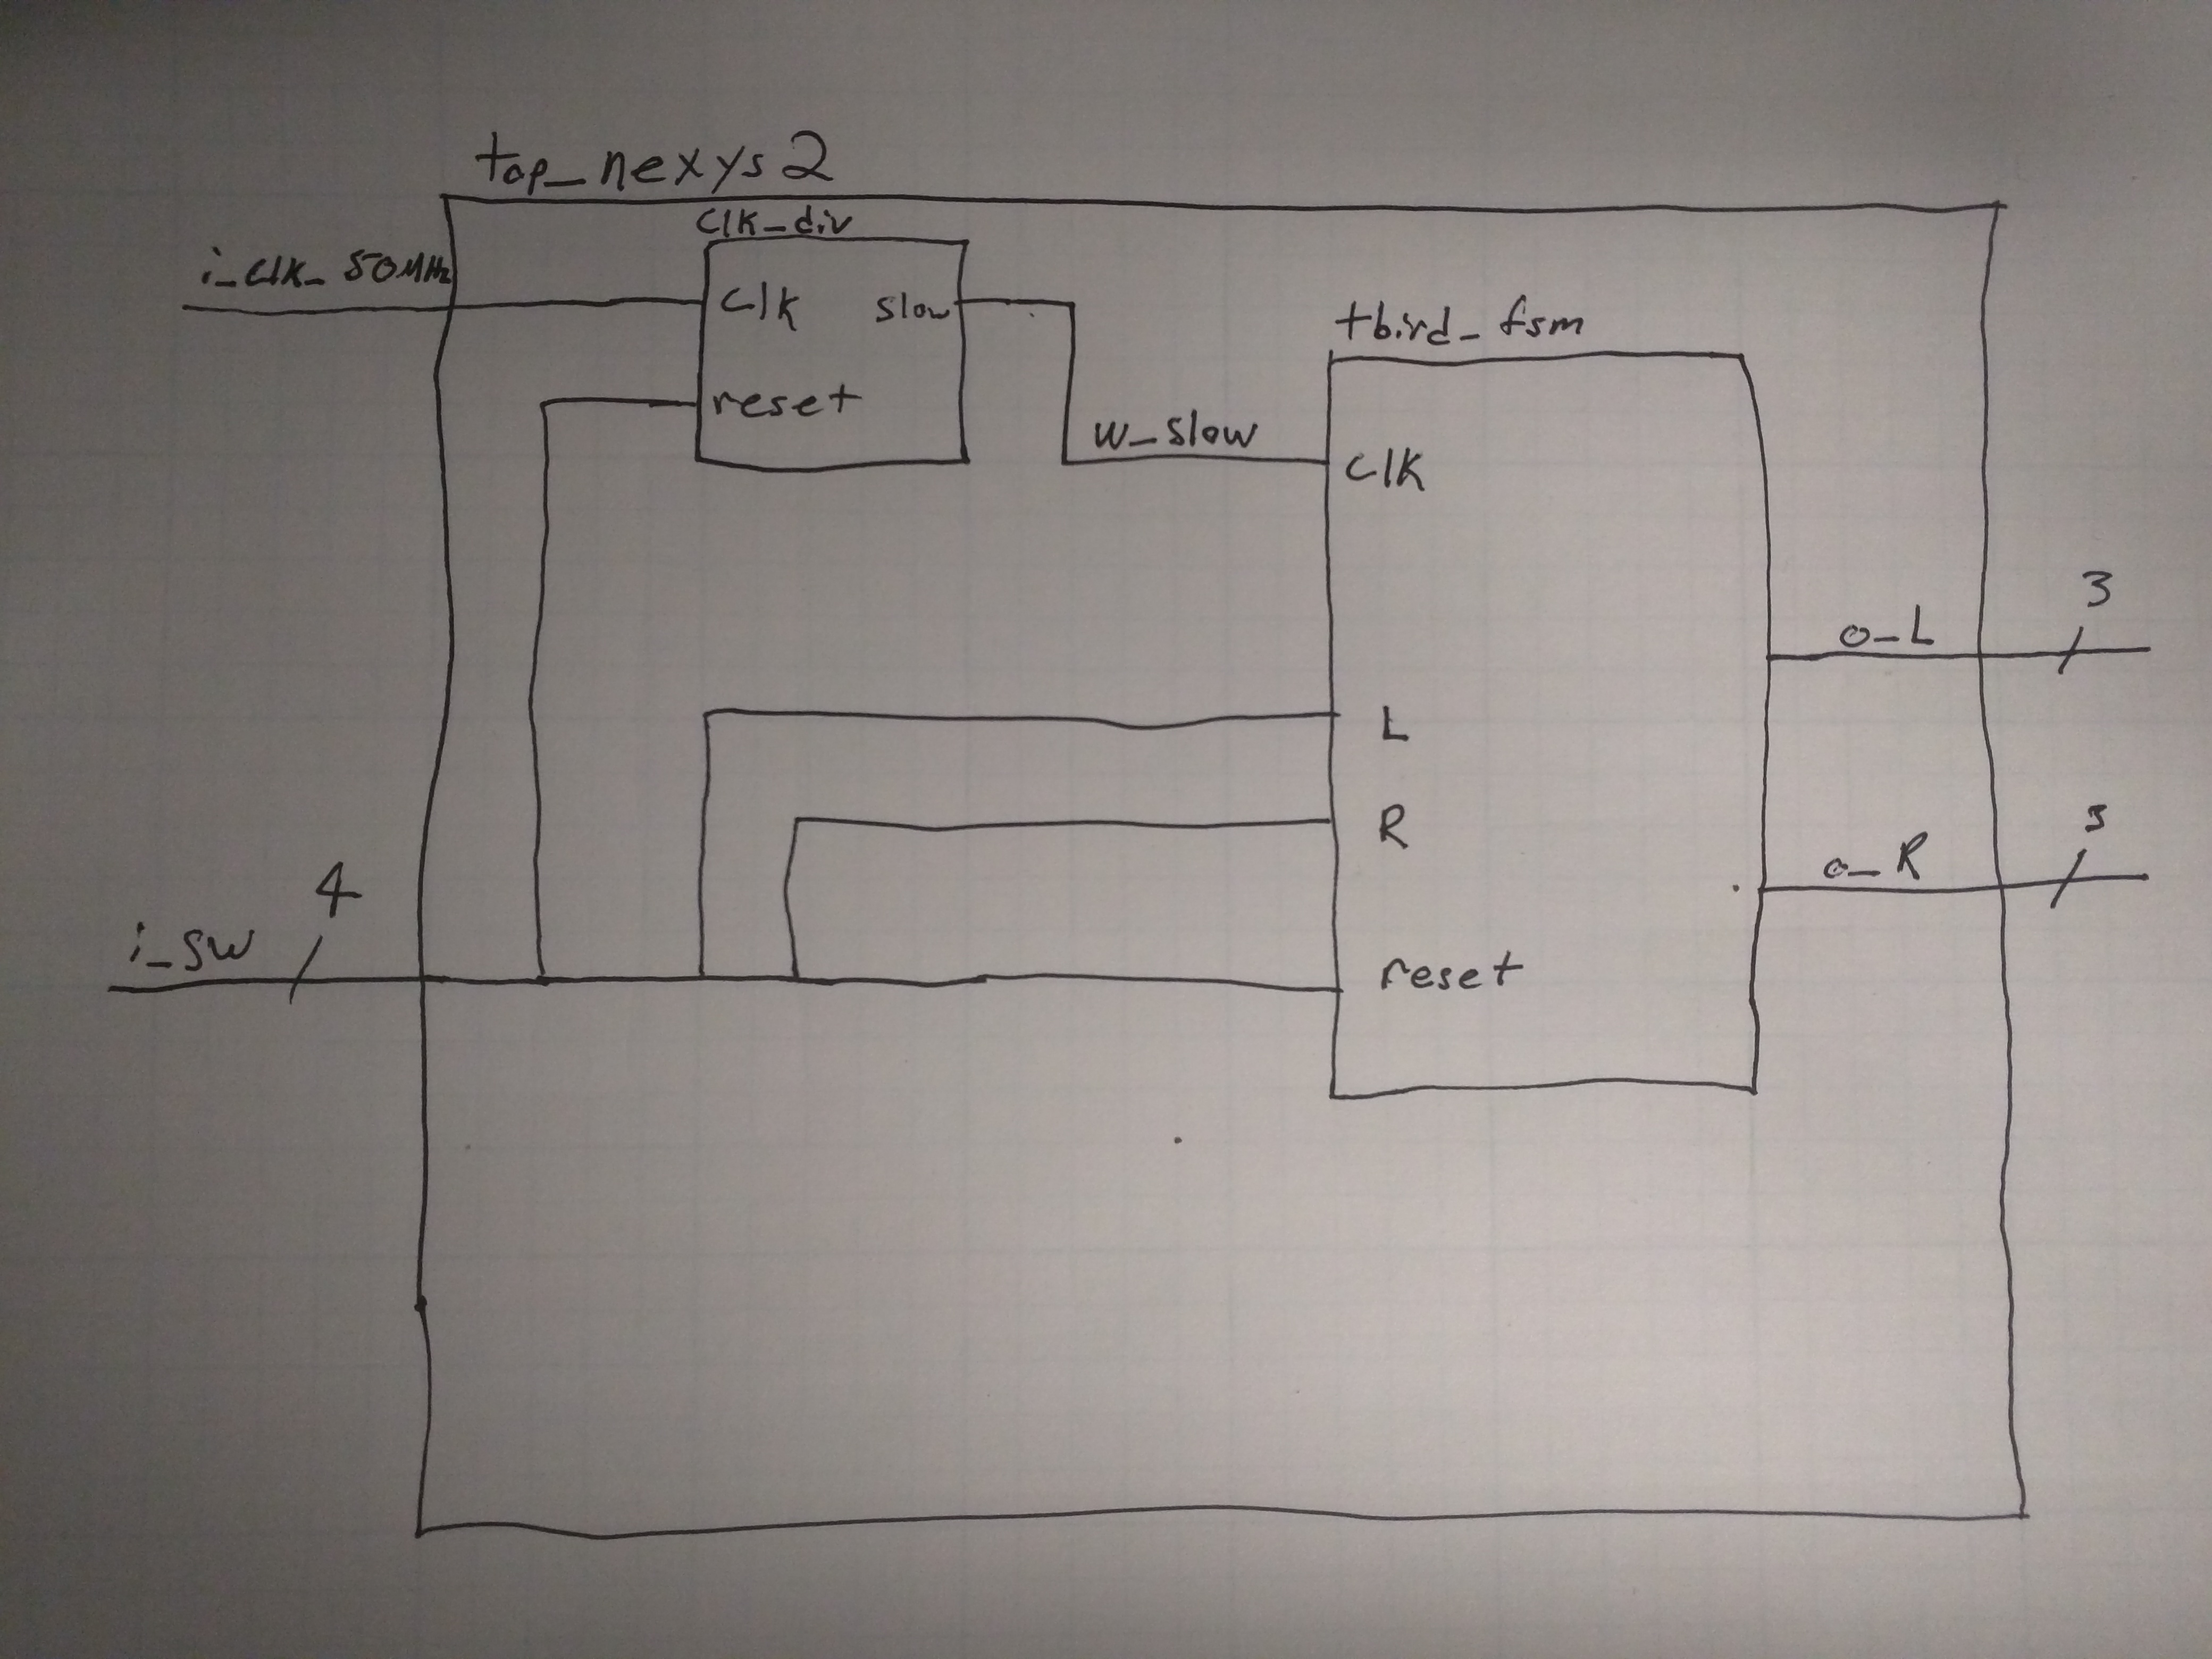 top_nexys2
clk_div
i_clk_50MHz
clk
slow
reset
tbird_fsm
w_slow
clk
L
R
reset
3
o_L
3
o_R
4
i_sw